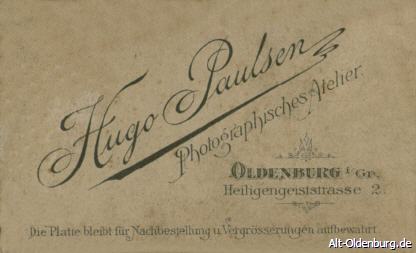 Hugo Paulsen
Photographisches Atelier.
OLDENBURG i/Gr.
Heiligengeiststrasse 2.
Die Platte bleibt für Nachbestellung u. Vergrösserungen aufbewahrt.
Alt-Oldenburg.de